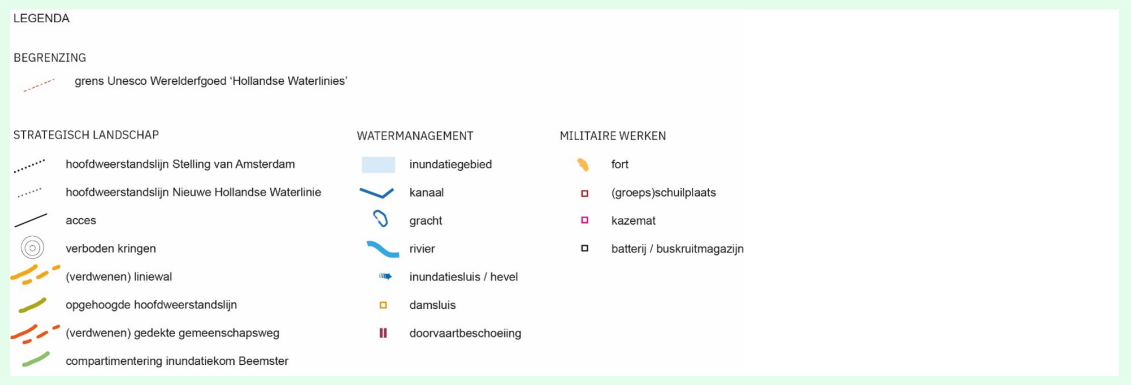 LEGENDA
BEGRENZING
grens Unesco Werelderfgoed ‘Hollandse Waterlinies’
STRATEGISCH LANDSCHAP
hoofdweerstandslijn Stelling van Amsterdam
hoofdweerstandslijn Nieuwe Hollandse Waterlinie
acces
verboden kringen
(verdwenen) liniewal
opgehoogde hoofdweerstandslijn
(verdwenen) gedekte gemeenschapsweg
compartimentering inundatiekom Beemster
WATERMANAGEMENT
inundatiegebied
kanaal
gracht
rivier
inundatiesluis / hevel
damsluis
doorvaartbeschoeiing
MILITAIRE WERKEN
fort
(groeps)schuilplaats
kazemat
batterij / buskruitmagazijn